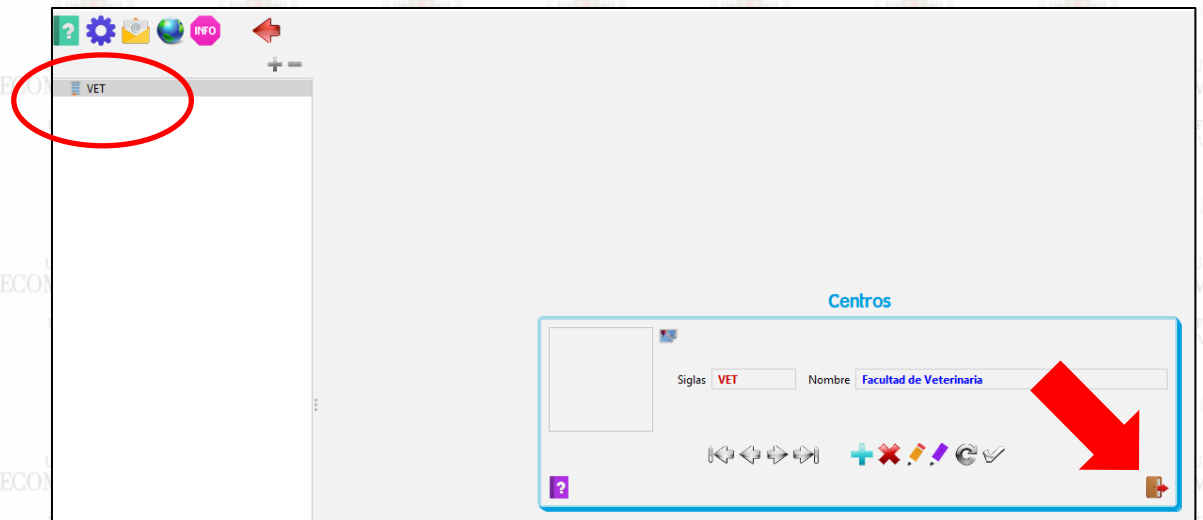 ? @ INFO
VET
Centros
Siglas VET Nombre Facultad de Veterinaria
?